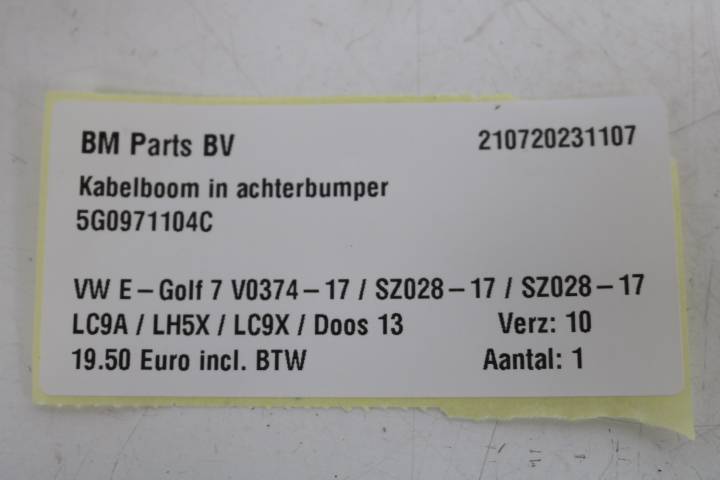 BM Parts BV 210720231107
Kabelboom in achterbumper
5G0971104C
VW E-Golf 7 V0374-17 / SZ028-17 / SZ028-17
LC9A / LH5X / LC9X / Doos 13 Verz: 10
19.50 Euro incl. BTW Aantal: 1